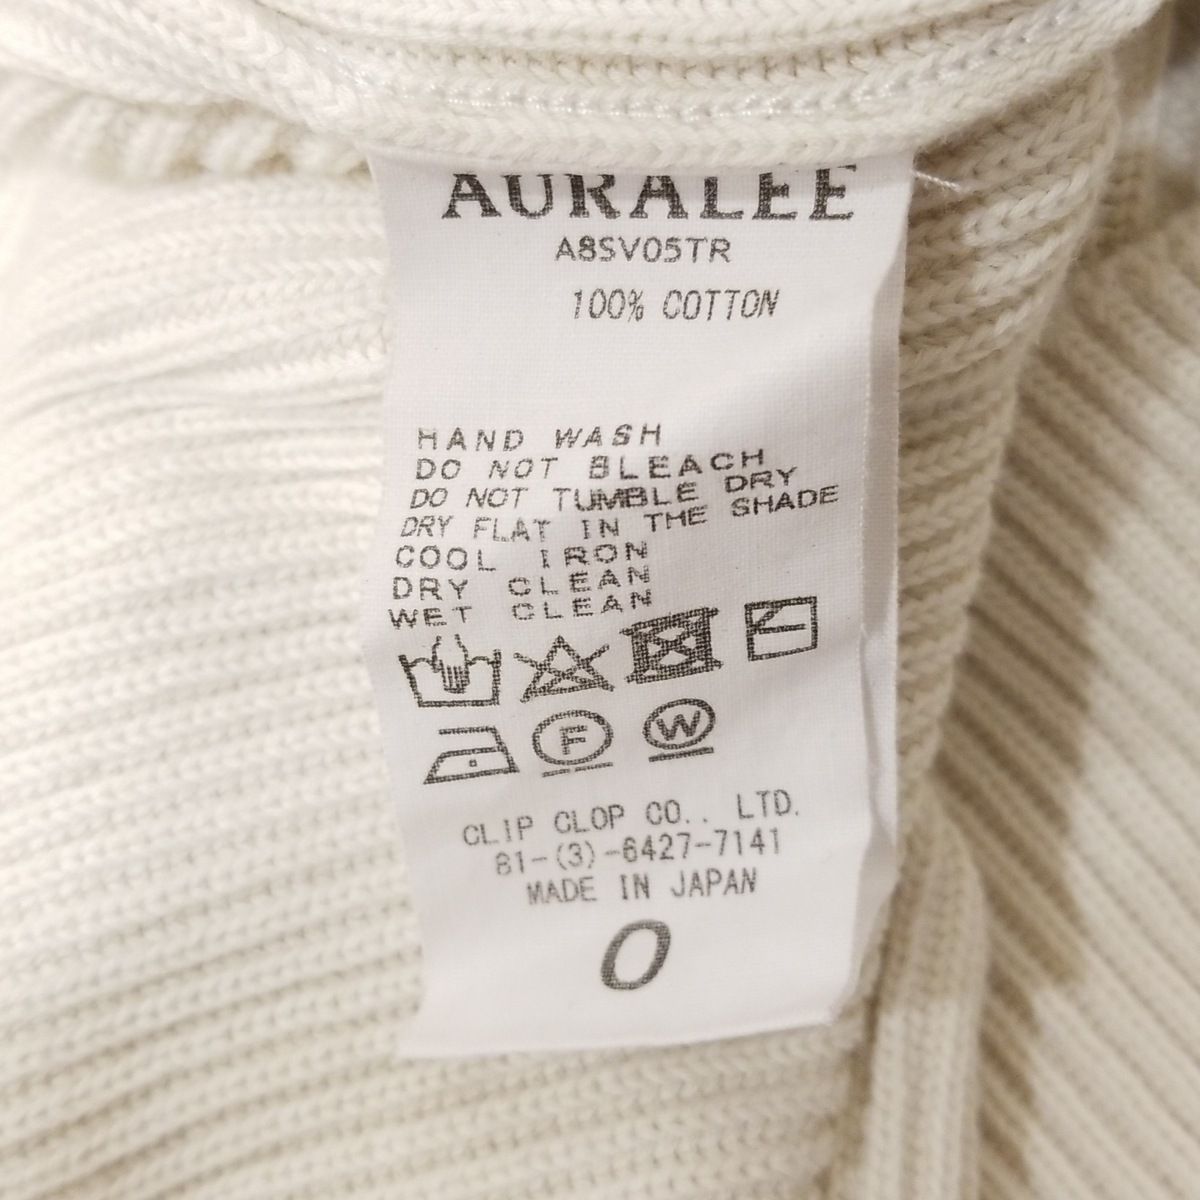 AURALEE
A8SV05TR
100% COTTON
HAND WASH
DO NOT BLEACH
DO NOT TUMBLE DRY
DRY FLAT IN THE SHADE
COOL IRON
DRY CLEAN
WET CLEAN
F
W
CLIP CLOP CO., LTD.
81-(3)-6427-7141
MADE IN JAPAN
0